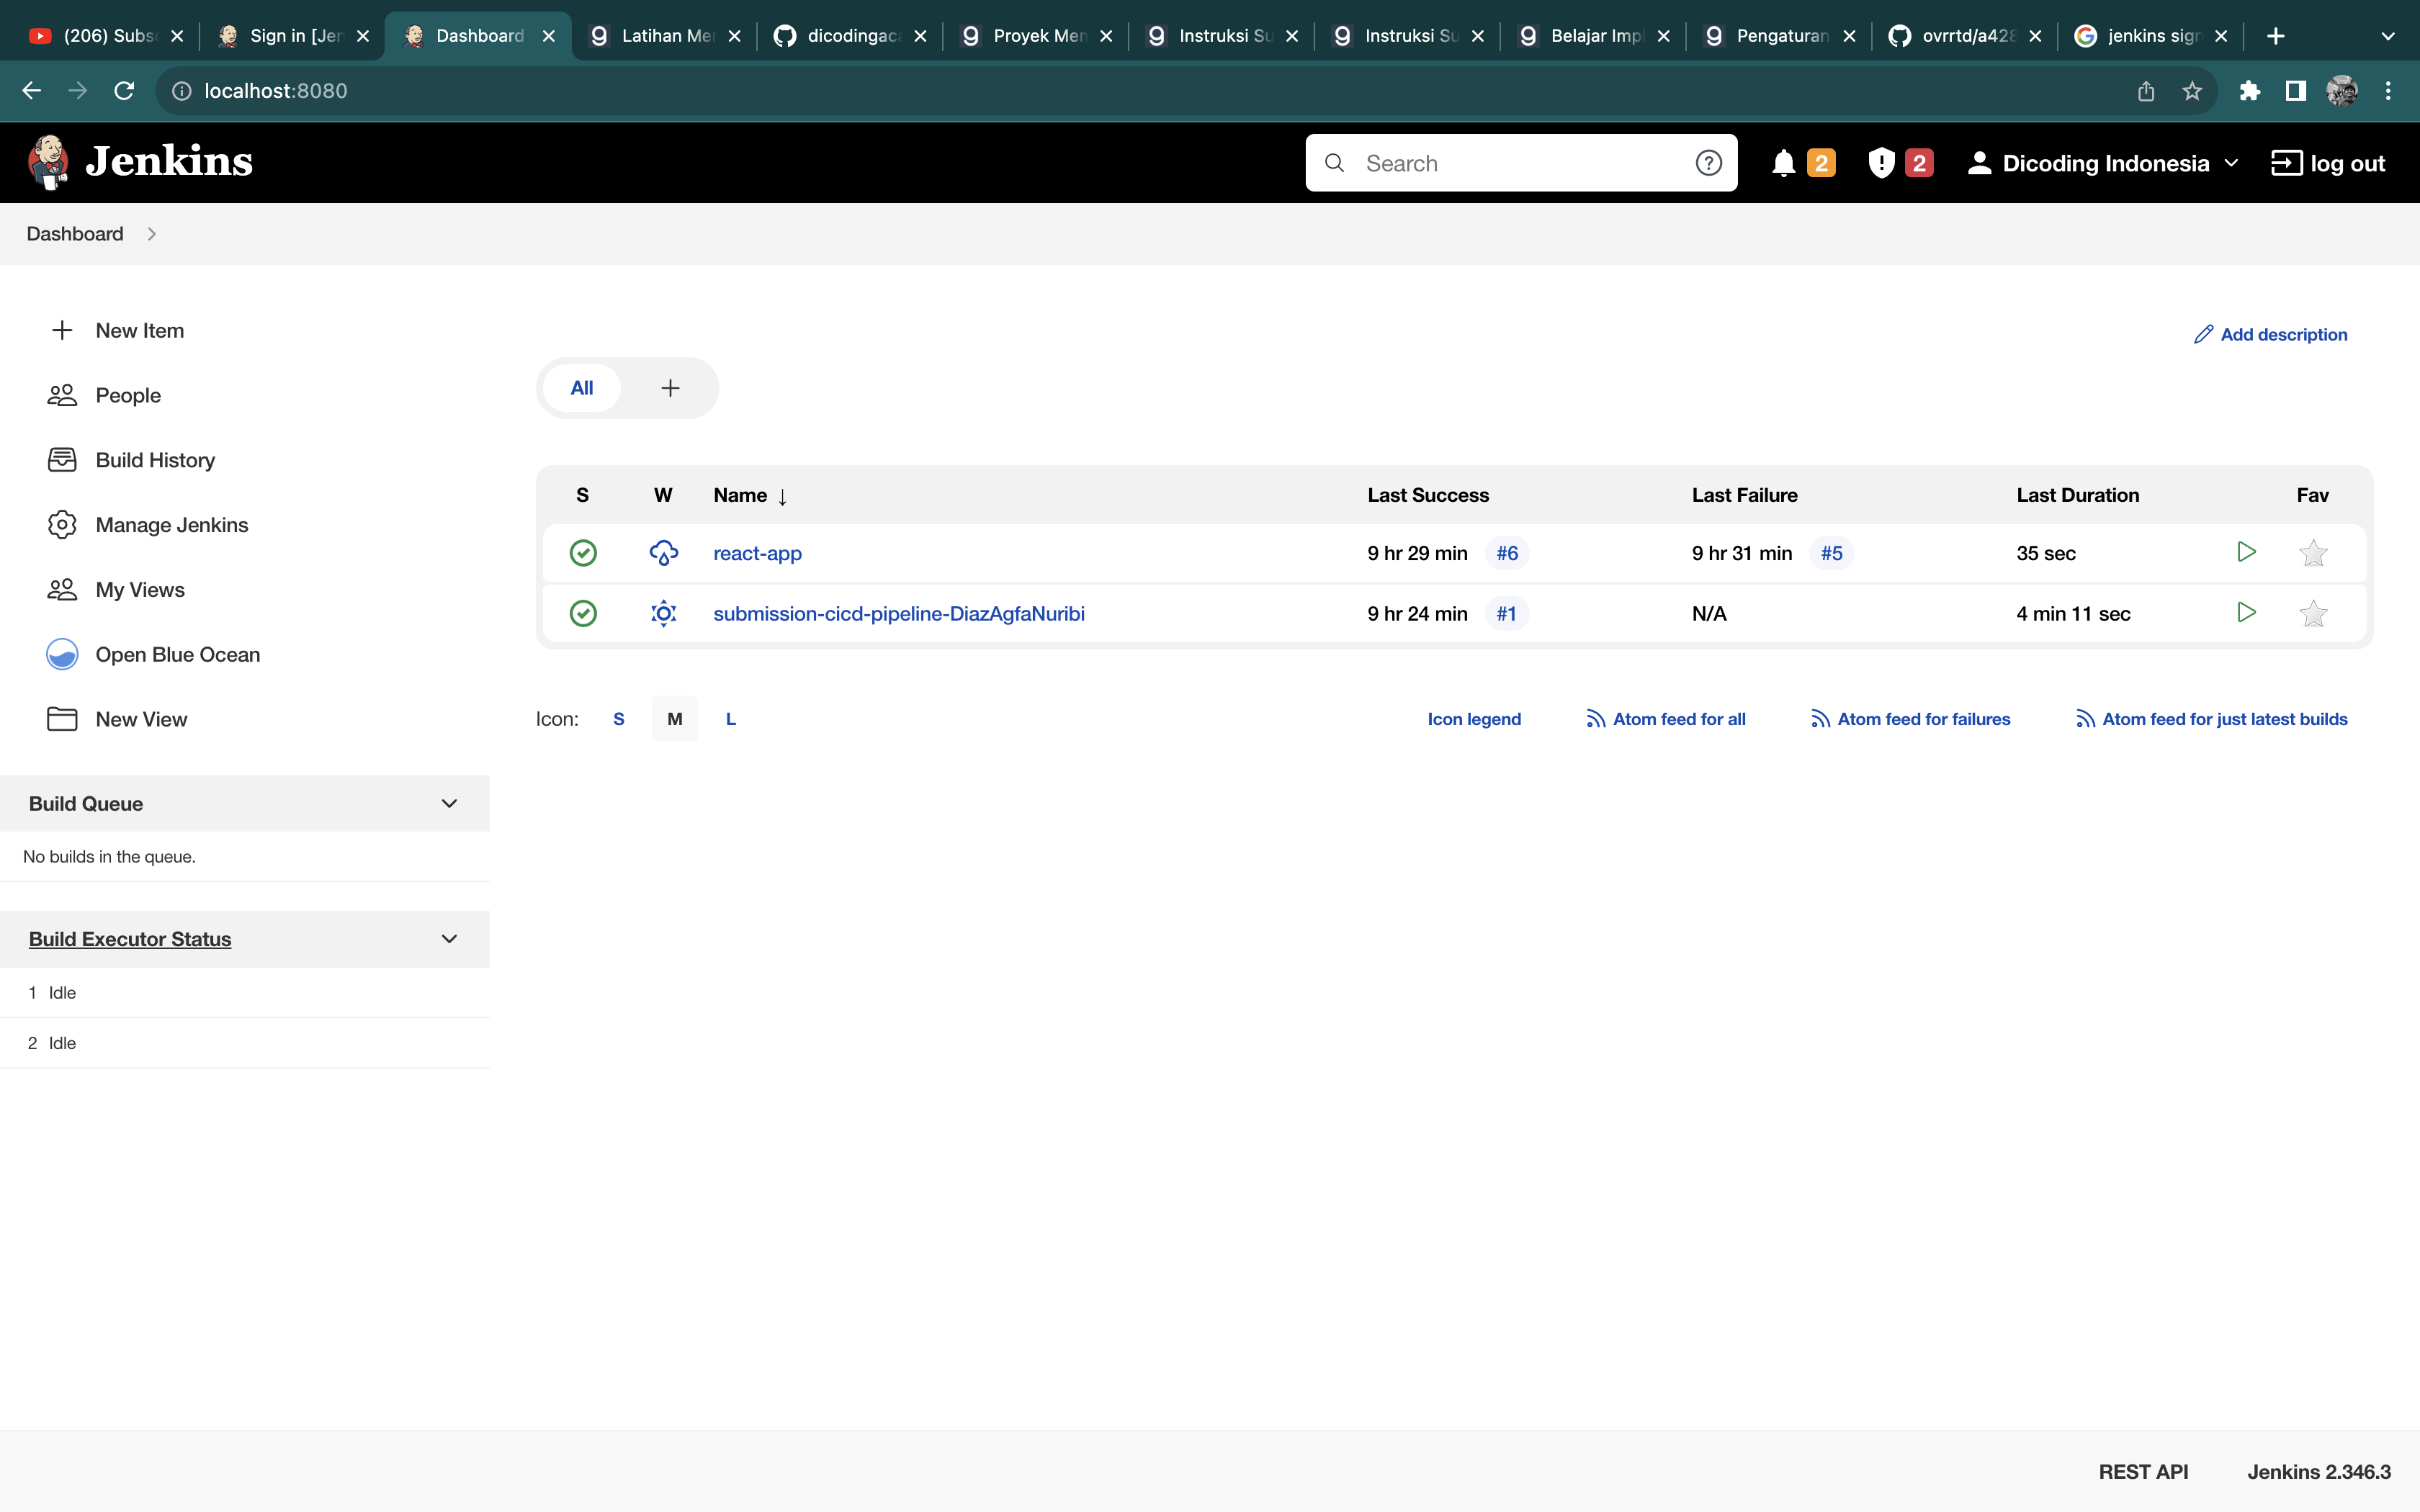 (206) Subs
Sign in [Jen
Dashboard
Latihan Me
dicodingaca
Proyek Mem
Instruksi Su
Instruksi Su
Belajar Impl
Pengaturan
ovrrtd/a428
jenkins sign
localhost:8080
Jenkins
Search
2
2
Dicoding Indonesia
log out
Dashboard
New Item
People
Build History
Manage Jenkins
My Views
Open Blue Ocean
New View
Build Queue
No builds in the queue.
Build Executor Status
1 Idle
2 Idle
Add description
All
S W Name ↓ Last Success Last Failure Last Duration Fav
react-app 9 hr 29 min #6 9 hr 31 min #5 35 sec
submission-cicd-pipeline-DiazAgfaNuribi 9 hr 24 min #1 N/A 4 min 11 sec
Icon: S M L
Icon legend
Atom feed for all
Atom feed for failures
Atom feed for just latest builds
REST API
Jenkins 2.346.3